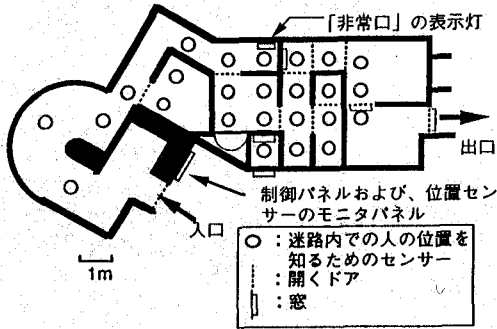 「非常口」の表示灯
出口
制御パネルおよび、位置セン
サーのモニタパネル
入口
1m
○：迷路内での人の位置を
知るためのセンサー
：開くドア
：窓